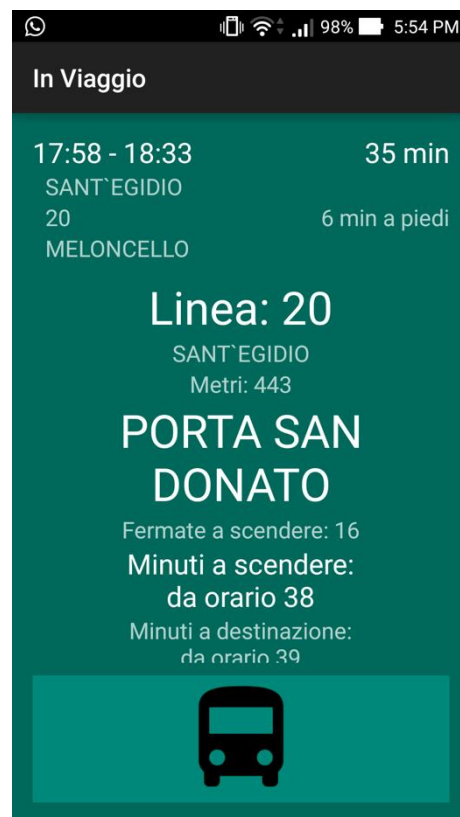 98% 5:54 PM
In Viaggio
17:58 - 18:33 35 min
SANT`EGIDIO
20 6 min a piedi
MELONCELLO
Linea: 20
SANT`EGIDIO
Metri: 443
PORTA SAN
DONATO
Fermate a scendere: 16
Minuti a scendere:
da orario 38
Minuti a destinazione:
da orario 39